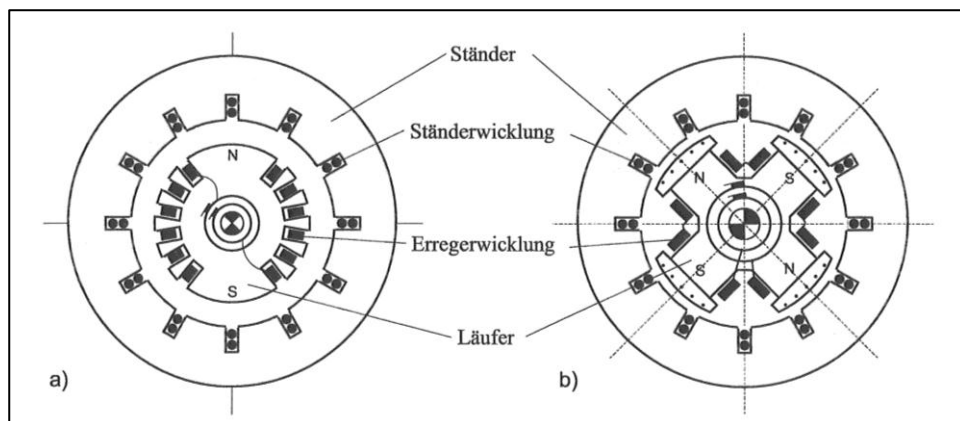 Ständer
Ständerwicklung
Erregerwicklung
Läufer
N
S
a)
N
S
S
N
b)